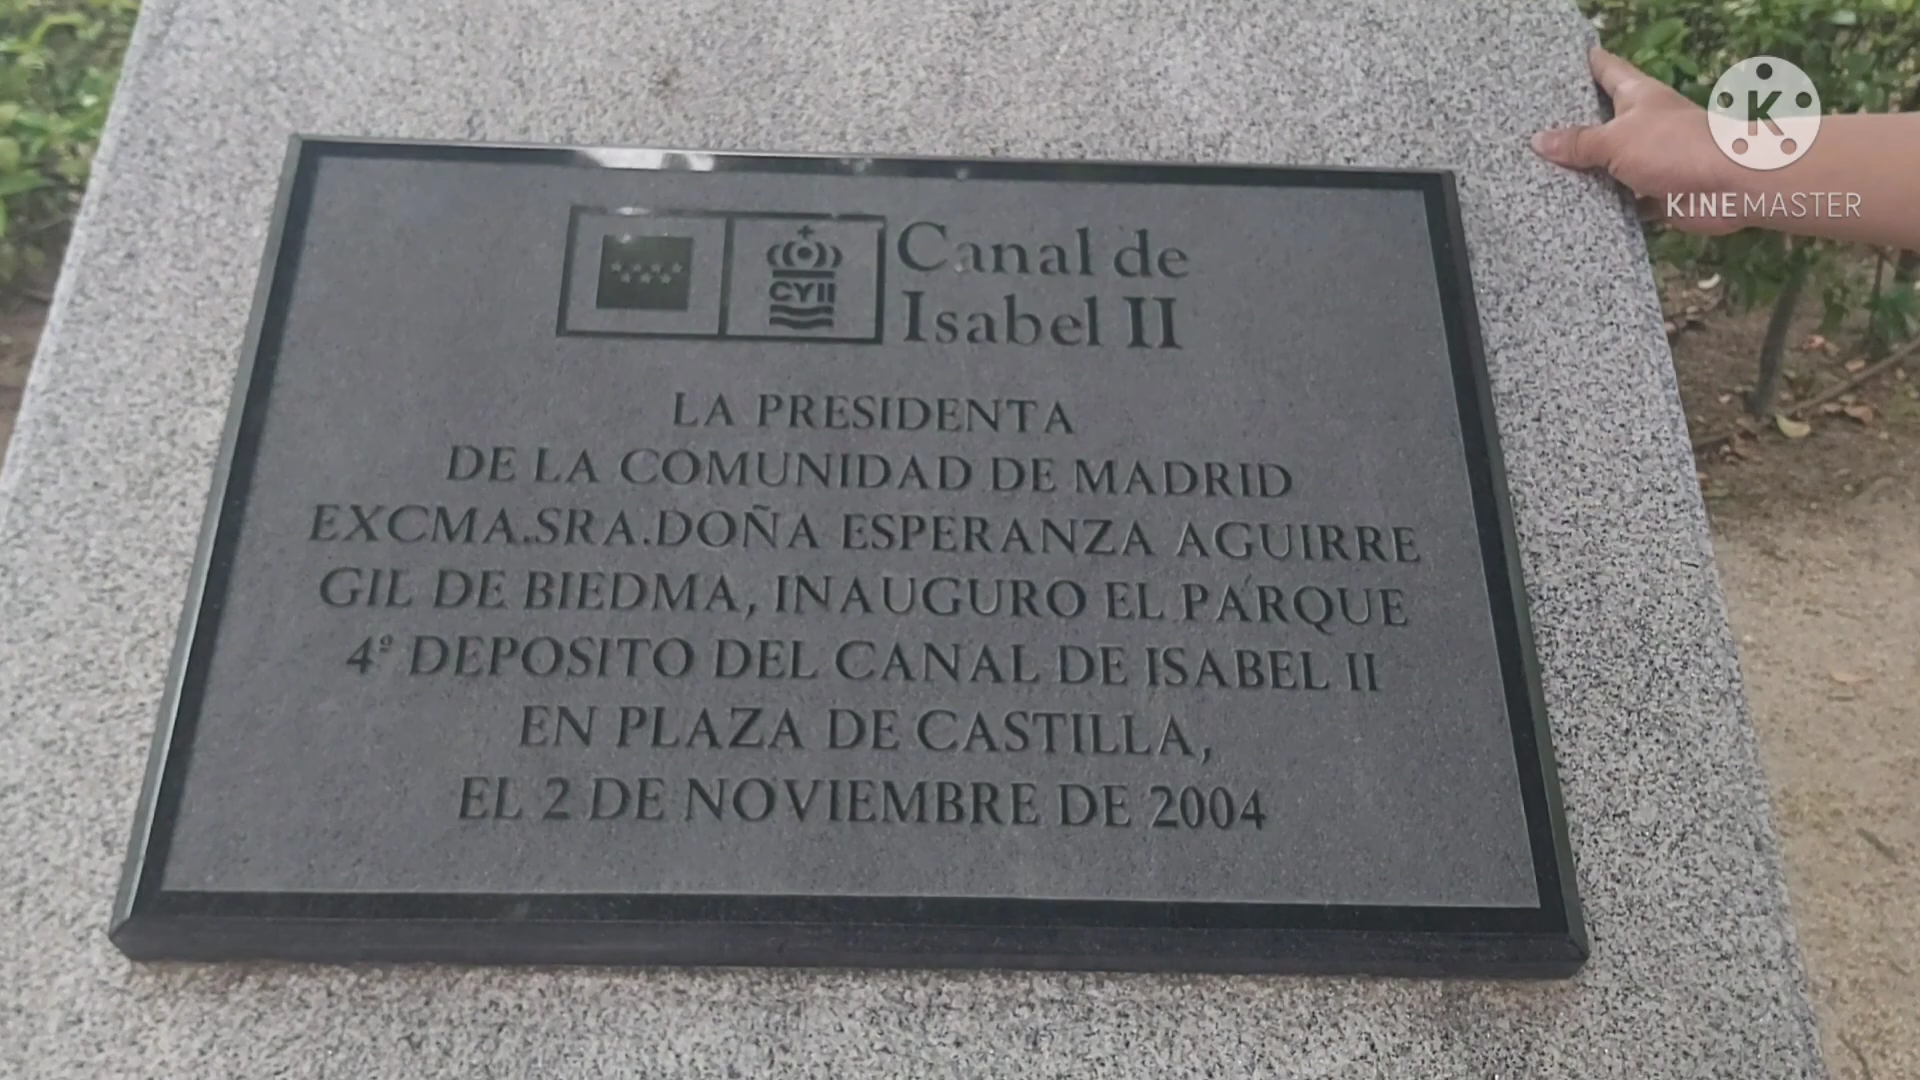 Canal de
Isabel II
CYII
LA PRESIDENTA
DE LA COMUNIDAD DE MADRID
EXCMA.SRA.DOÑA ESPERANZA AGUIRRE
GIL DE BIEDMA, INAUGURO EL PARQUE
4º DEPOSITO DEL CANAL DE ISABEL II
EN PLAZA DE CASTILLA,
EL 2 DE NOVIEMBRE DE 2004
K
KINEMASTER